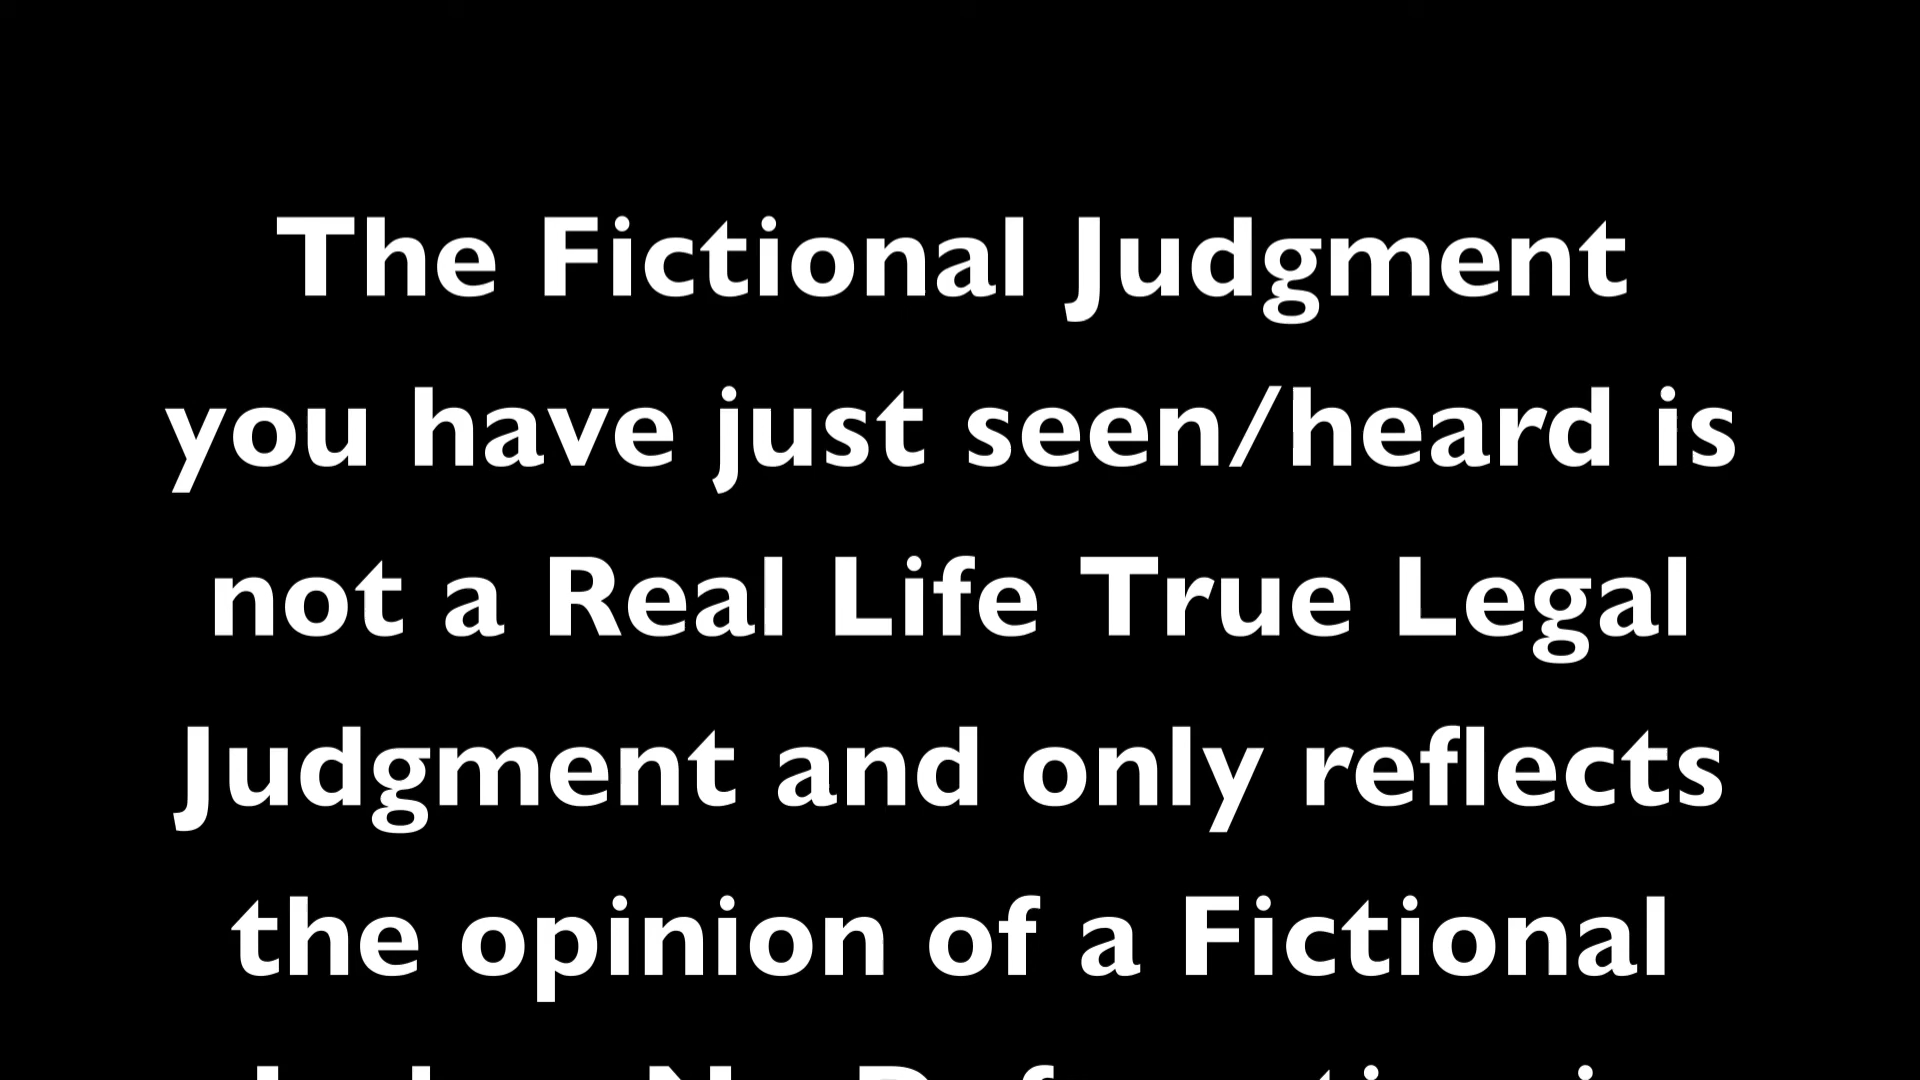 The Fictional Judgment
you have just seen/heard is
not a Real Life True Legal
Judgment and only reflects
the opinion of a Fictional